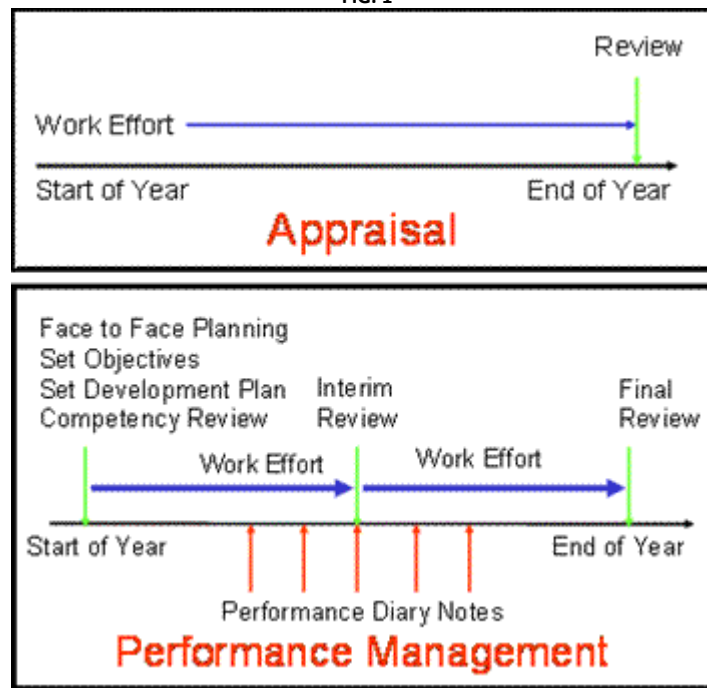 Review
Work Effort
Start of Year
End of Year
Appraisal
Face to Face Planning
Set Objectives
Set Development Plan
Competency Review
Interim
Review
Final
Review
Work Effort
Work Effort
Start of Year
End of Year
Performance Diary Notes
Performance Management